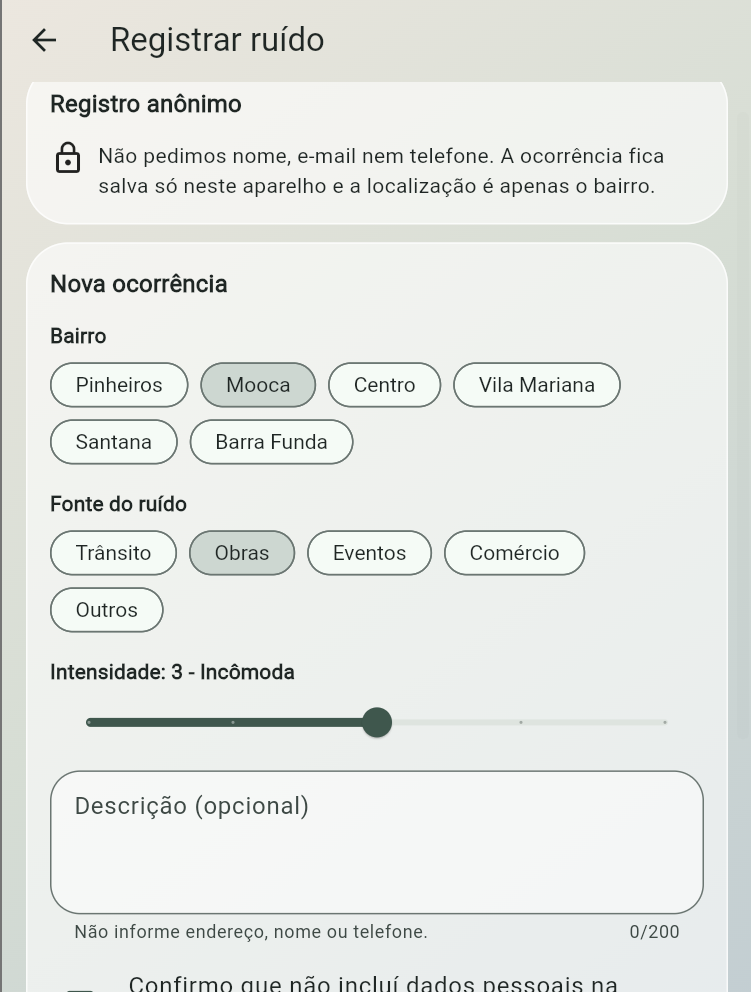 Registrar ruído
Registro anônimo
Não pedimos nome, e-mail nem telefone. A ocorrência fica
salva só neste aparelho e a localização é apenas o bairro.
Nova ocorrência
Bairro
Pinheiros Mooca Centro Vila Mariana
Santana Barra Funda
Fonte do ruído
Trânsito Obras Eventos Comércio
Outros
Intensidade: 3 - Incômoda
Descrição (opcional)
Não informe endereço, nome ou telefone. 0/200
Confirmo que não incluí dados pessoais na